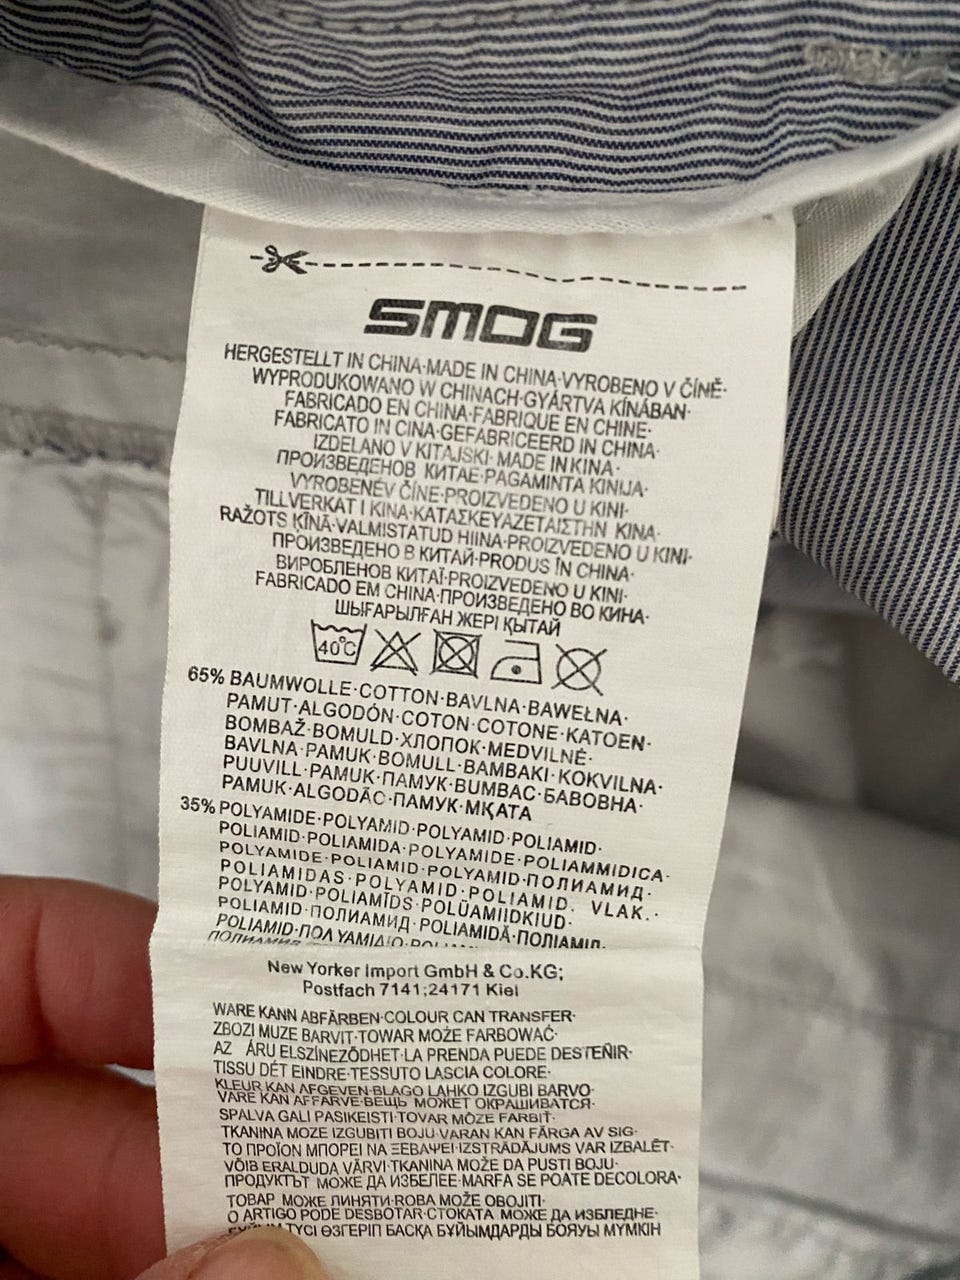 SMOG
HERGESTELLT IN CHINA·MADE IN CHINA·VYROBENO V ČÍNĚ·
WYPRODUKOWANO W CHINACH·GYÁRTVA KÍNÁBAN·
FABRICADO EN CHINA·FABRIQUE EN CHINE·
FABRICATO IN CINA·GEFABRICEERD IN CHINA·
IZDELANO V KITAJSKI·MADE IN KINA·
ПРОИЗВЕДЕНОВ КИТАЕ·PAGAMINTA KINIJA·
VYROBENÉV ČÍNE·PROIZVEDENO U KINI·
TILLVERKAT I KINA·ΚΑΤΑΣΚΕΥΑΖΕΤΑΙΣΤΗΝ ΚΙΝΑ·
RAŽOTS ĶĪNĀ·VALMISTATUD HIINA·PROIZVEDENO U KINI·
ПРОИЗВЕДЕНО В КИТАЙ·PRODUS ÎN CHINA·
ВИРОБЛЕНОВ КИТАЇ·PROIZVEDENO U KINI·
FABRICADO EM CHINA·ПРОИЗВЕДЕНО ВО КИНА·
ШЫҒАРЫЛҒАН ЖЕРІ ҚЫТАЙ
40°C
65% BAUMWOLLE·COTTON·BAVLNA·BAWEŁNA·
PAMUT·ALGODÓN·COTON·COTONE·KATOEN·
BOMBAŽ·BOMULD·ХЛОПОК·MEDVILNĖ·
BAVLNA·PAMUK·BOMULL·BAMBAKI·KOKVILNA·
PUUVILL·PAMUK·ПАМУК·BUMBAC·БАВОВНА·
PAMUK·ALGODÃC·ПАМУК·МҚАТА
35% POLYAMIDE·POLYAMID·POLYAMID·POLIAMID·
POLIAMID·POLIAMIDA·POLYAMIDE·POLIAMMIDICA·
POLYAMIDE·POLIAMID·POLYAMID·ПОЛИАМИД·
POLIAMIDAS·POLYAMID·POLIAMID. VLAK.·
POLYAMID·POLIAMĪDS·POLÜAMIIDKIUD·
POLIAMID·ПОЛИАМИД·POLIAMIDĂ·ПОЛІАМІД·
POLIAMID·ПОЛ
ПОЛИАМИД
New Yorker Import GmbH & Co.KG;
Postfach 7141;24171 Kiel
WARE KANN ABFÄRBEN·COLOUR CAN TRANSFER·
ZBOZI MUZE BARVIT·TOWAR MOŻE FARBOWAĆ·
AZ ÁRU ELSZÍNEZŐDHET·LA PRENDA PUEDE DESTEÑIR·
TISSU DÉT EINDRE·TESSUTO LASCIA COLORE·
KLEUR KAN AFGEVEN·BLAGO LAHKO IZGUBI BARVO·
VARE KAN AFFARVE·ВЕЩЬ МОЖЕТ ОКРАШИВАТСЯ·
SPALVA GALI PASIKEISTI·TOVAR MÔZE FARBIŤ·
TKANINA MOZE IZGUBITI BOJU·VARAN KAN FÄRGA AV SIG·
ΤΟ ΠΡΟΪΟΝ ΜΠΟΡΕΙ ΝΑ ΞΕΒΑΨΕΙ·IZSTRĀDĀJUMS VAR IZBALĒT·
VÕIB ERALDUDA VÄRVI·TKANINA MOŽE DA PUSTI BOJU·
ПРОДУКТЪТ МОЖЕ ДА ИЗБЕЛЕЕ·MARFA SE POATE DECOLORA·
ТОВАР МОЖЕ ЛИНЯТИ·ROBA MOŽE OBOJITI·
O ARTIGO PODE DESBOTAR·СТОКАТА МОЖЕ ДА ИЗБЛЕДНЕ·
ТҮСІ ӨЗГЕРІП БАСҚА БҰЙЫМДАРДЫ БОЯУЫ МҮМКІН